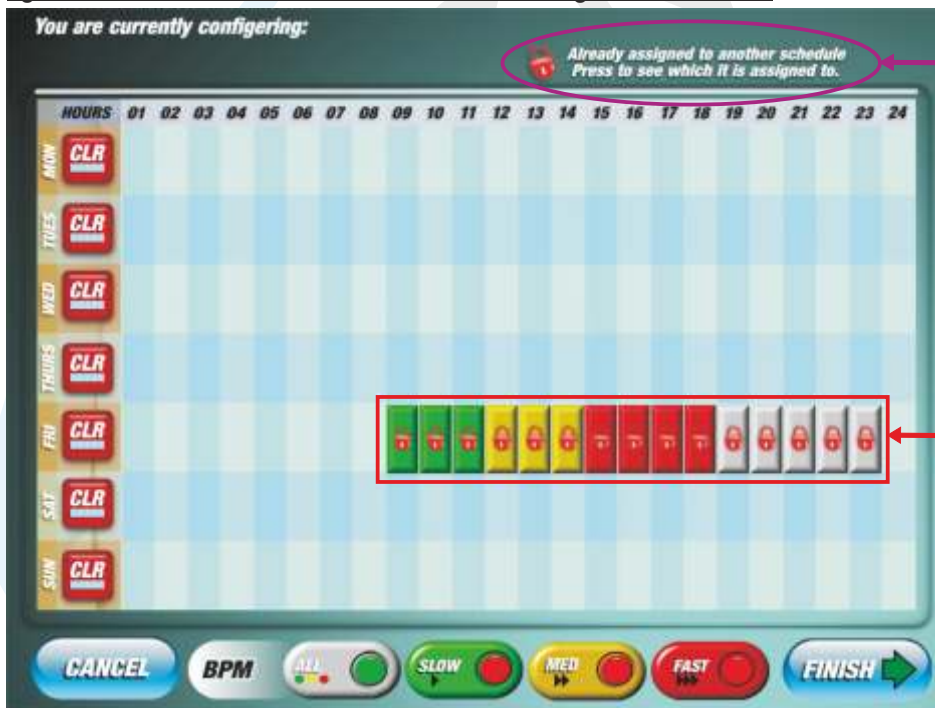 You are currently configering:
Already assigned to another schedule
Press to see which it is assigned to.
HOURS 01 02 03 04 05 06 07 08 09 10 11 12 13 14 15 16 17 18 19 20 21 22 23 24
MON CLR
TUES CLR
WED CLR
THURS CLR
FRI CLR
SAT CLR
SUN CLR
CANCEL BPM ALL SLOW MED FAST FINISH